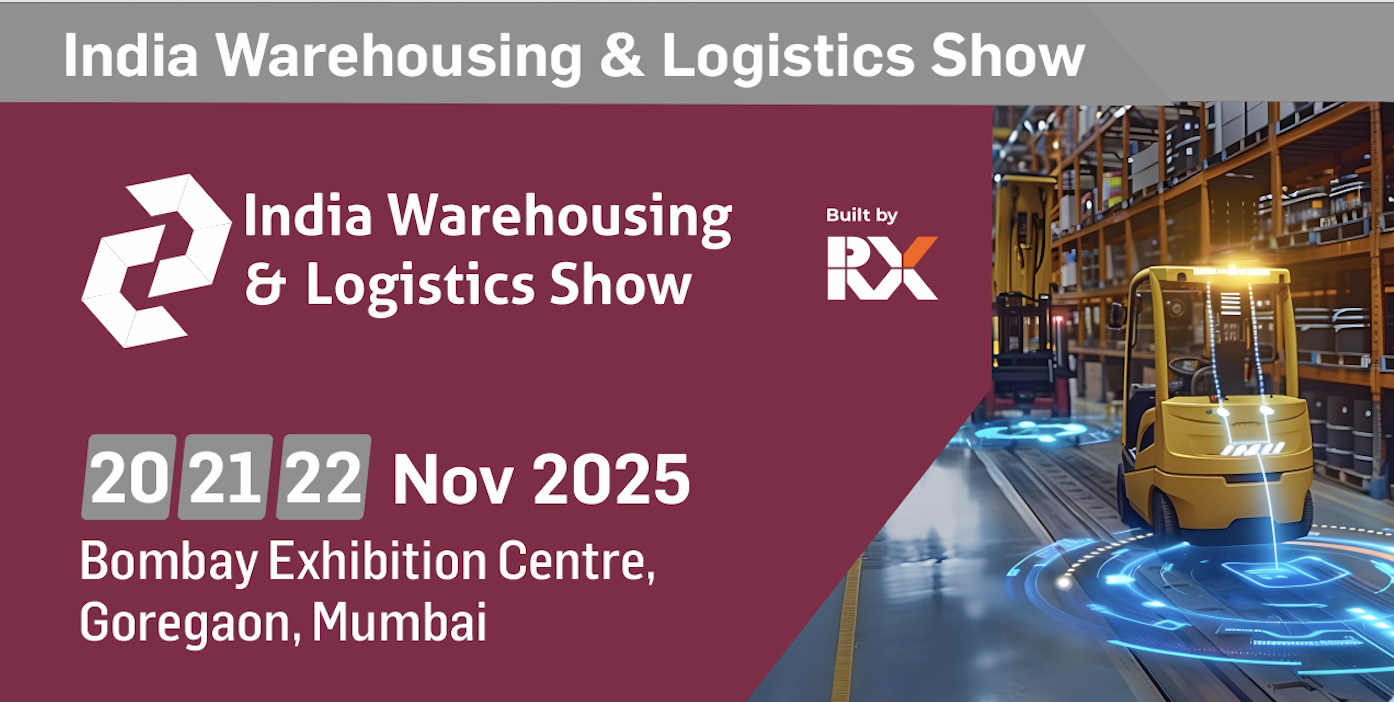 India Warehousing & Logistics Show
India Warehousing
& Logistics Show
Built by
RX
20 21 22 Nov 2025
Bombay Exhibition Centre,
Goregaon, Mumbai